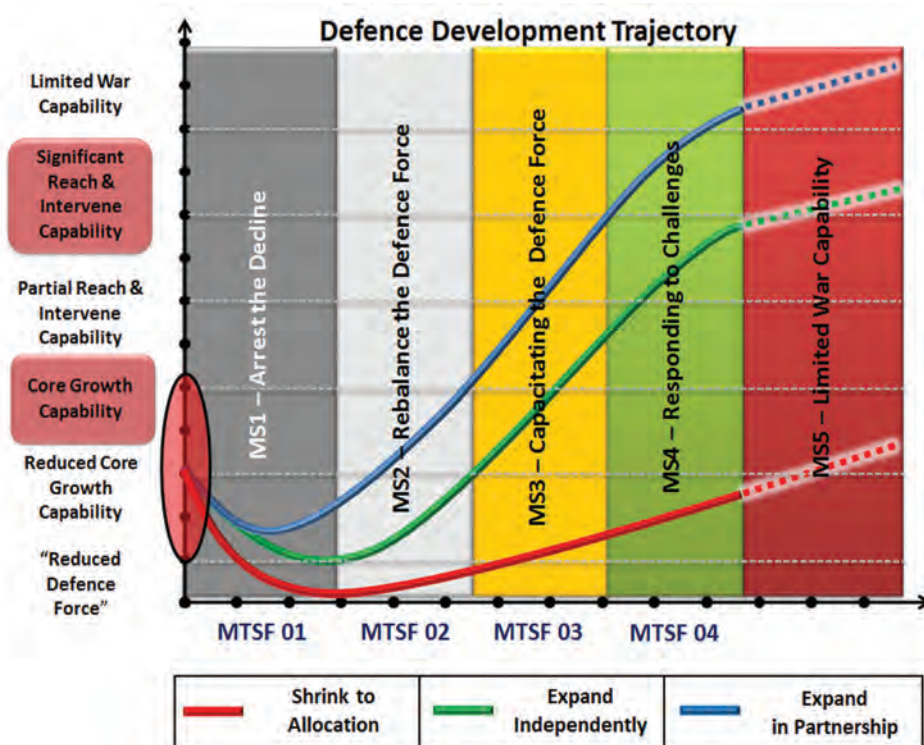 Defence Development Trajectory
Limited War
Capability
Significant
Reach &
Intervene
Capability
Partial Reach &
Intervene
Capability
Core Growth
Capability
Reduced Core
Growth
Capability
“Reduced
Defence
Force”
MS1 – Arrest the Decline
MS2 – Rebalance the Defence Force
MS3 – Capacitating the Defence Force
MS4 – Responding to Challenges
MS5 – Limited War Capability
MTSF 01
MTSF 02
MTSF 03
MTSF 04
Shrink to
Allocation
Expand
Independently
Expand
in Partnership